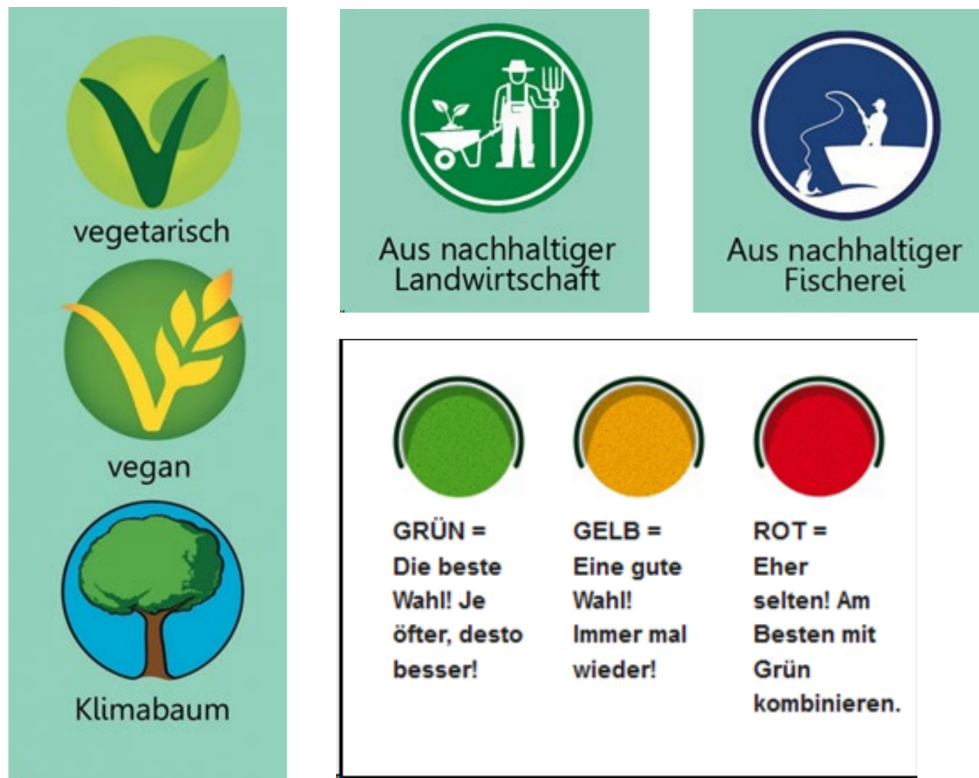 vegetarisch
vegan
Klimabaum
Aus nachhaltiger
Landwirtschaft
Aus nachhaltiger
Fischerei
GRÜN =
Die beste
Wahl! Je
öfter, desto
besser!
GELB =
Eine gute
Wahl!
Immer mal
wieder!
ROT =
Eher
selten! Am
Besten mit
Grün
kombinieren.